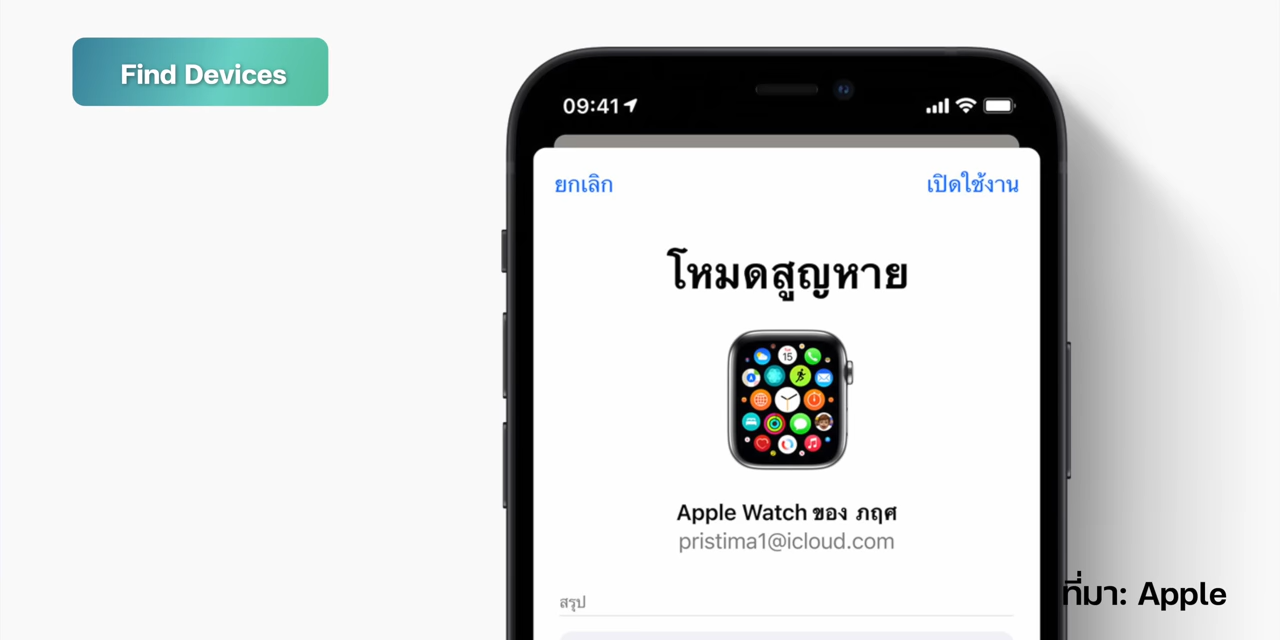 Find Devices
09:41
ยกเลิก
เปิดใช้งาน
โหมดสูญหาย
15
Apple Watch ของ ภฤศ
pristima1@icloud.com
สรุป
ที่มา: Apple